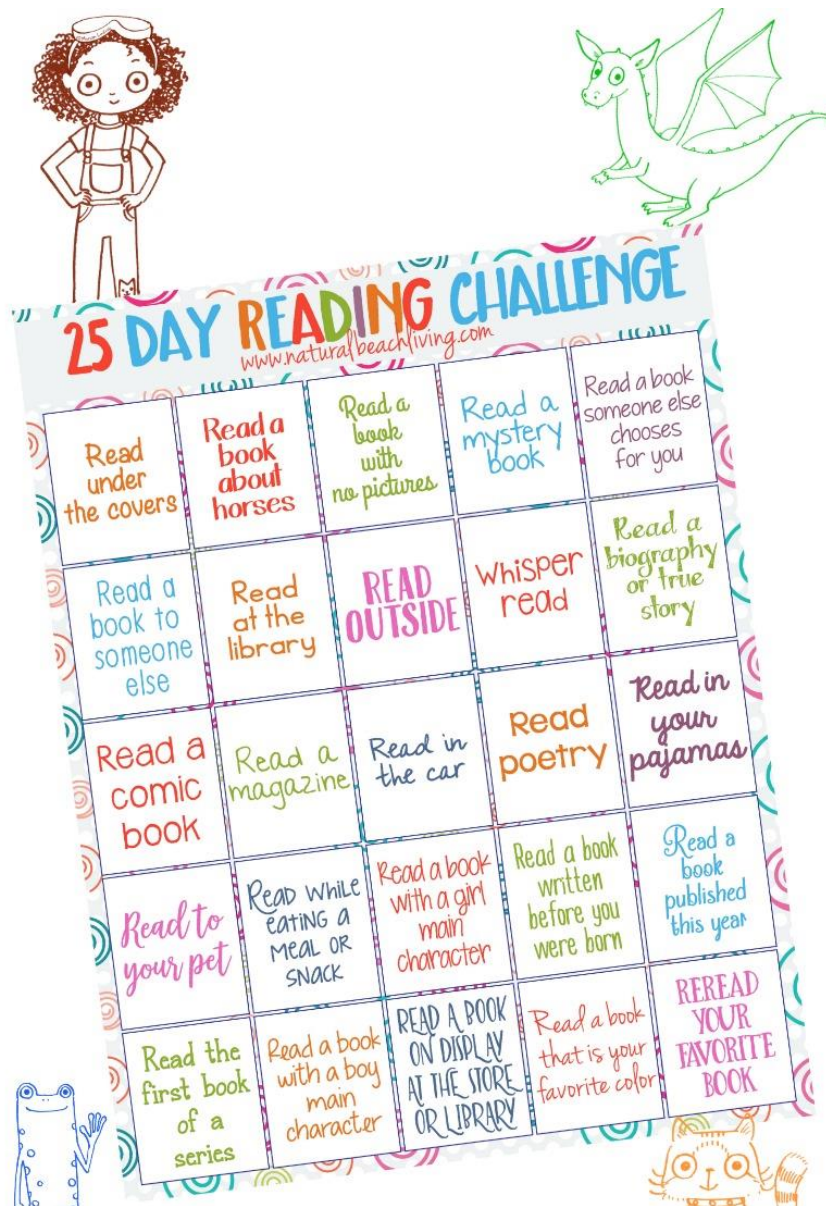 25 DAY READING CHALLENGE
www.naturalbeachliving.com
Read
under
the covers
Read a
book
about
horses
Read a
book
with
no pictures
Read a
mystery
book
Read a book
someone else
chooses
for you
Read a
book to
someone
else
Read
at the
library
READ
OUTSIDE
Whisper
read
Read a
biography
or true
story
Read a
comic
book
Read a
magazine
Read in
the car
Read
poetry
Read in
your
pajamas
Read to
your pet
READ WHILE
EATING A
MEAL OR
SNACK
Read a book
with a girl
main
character
Read a book
written
before you
were born
Read a
book
published
this year
Read the
first book
of a
series
Read a book
with a boy
main
character
READ A BOOK
ON DISPLAY
AT THE STORE
OR LIBRARY
Read a book
that is your
favorite color
REREAD
YOUR
FAVORITE
BOOK